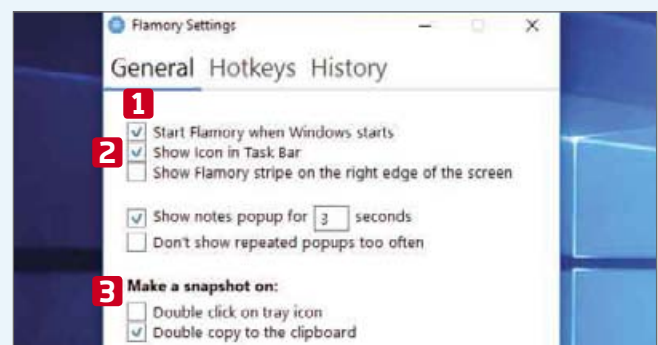 Flamory Settings
General Hotkeys History
1
Start Flamory when Windows starts
2
Show Icon in Task Bar
Show Flamory stripe on the right edge of the screen
Show notes popup for 3 seconds
Don't show repeated popups too often
3
Make a snapshot on:
Double click on tray icon
Double copy to the clipboard